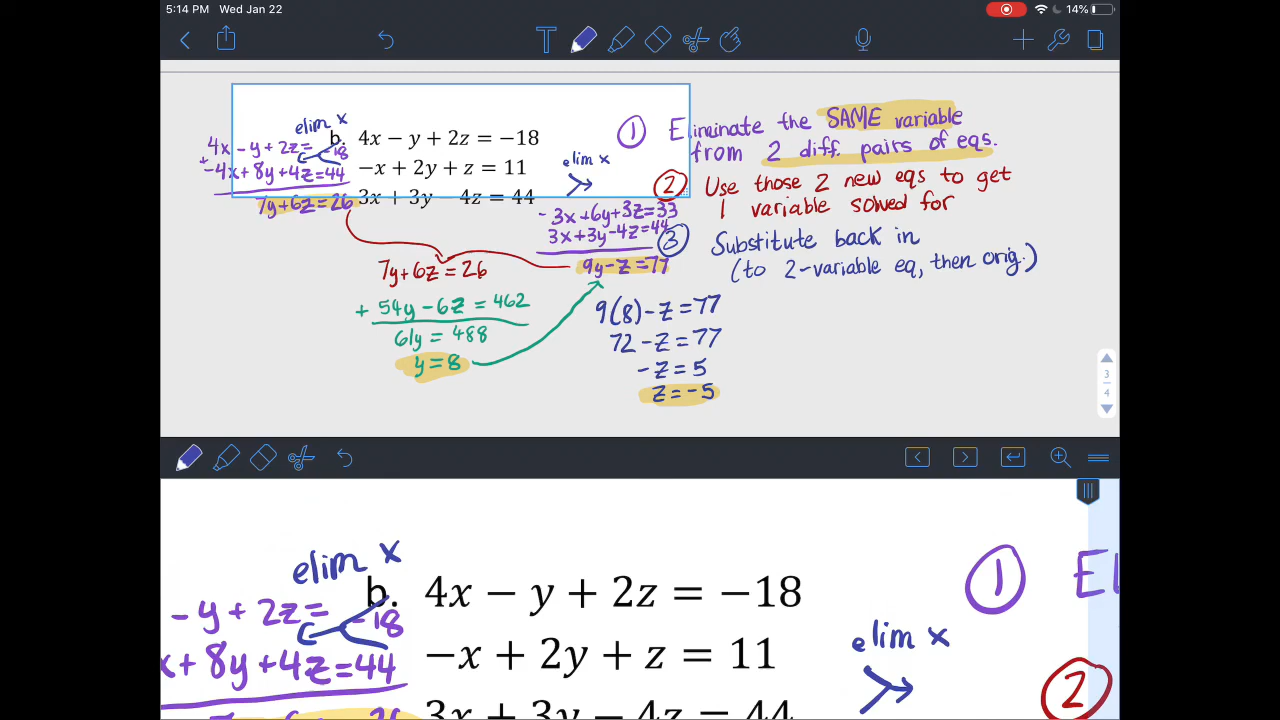 5:14 PM Wed Jan 22
14%
T
elim x
b. 4x − y + 2z = −18
−x + 2y + z = 11
3x + 3y − 4z = 44
4x - y + 2z = -18
+ -4x + 8y + 4z = 44
7y + 6z = 26
elim x
-3x + 6y + 3z = 33
3x + 3y - 4z = 44
9y - z = 77
7y + 6z = 26
+ 54y - 6z = 462
61y = 488
y = 8
9(8) - z = 77
72 - z = 77
- z = 5
z = -5
① Eliminate the SAME variable
from 2 diff. pairs of eqs.
② Use those 2 new eqs to get
1 variable solved for
③ Substitute back in
(to 2-variable eq, then orig.)
3
4
elim x
b. 4x − y + 2z = −18
−x + 2y + z = 11
3x + 3y − 4z = 44
- y + 2z = -18
x + 8y + 4z = 44
elim x
① El
②